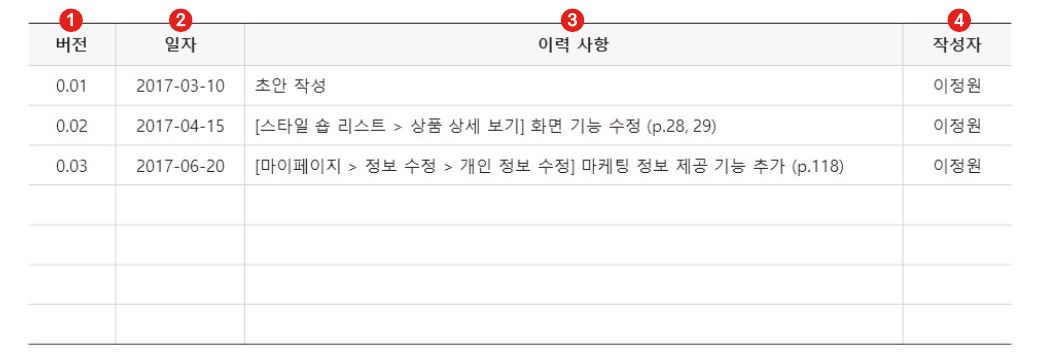 1 2 3 4
버전 일자 이력 사항 작성자
0.01 2017-03-10 초안 작성 이정원
0.02 2017-04-15 [스타일 숍 리스트 > 상품 상세 보기] 화면 기능 수정 (p.28, 29) 이정원
0.03 2017-06-20 [마이페이지 > 정보 수정 > 개인 정보 수정] 마케팅 정보 제공 기능 추가 (p.118) 이정원